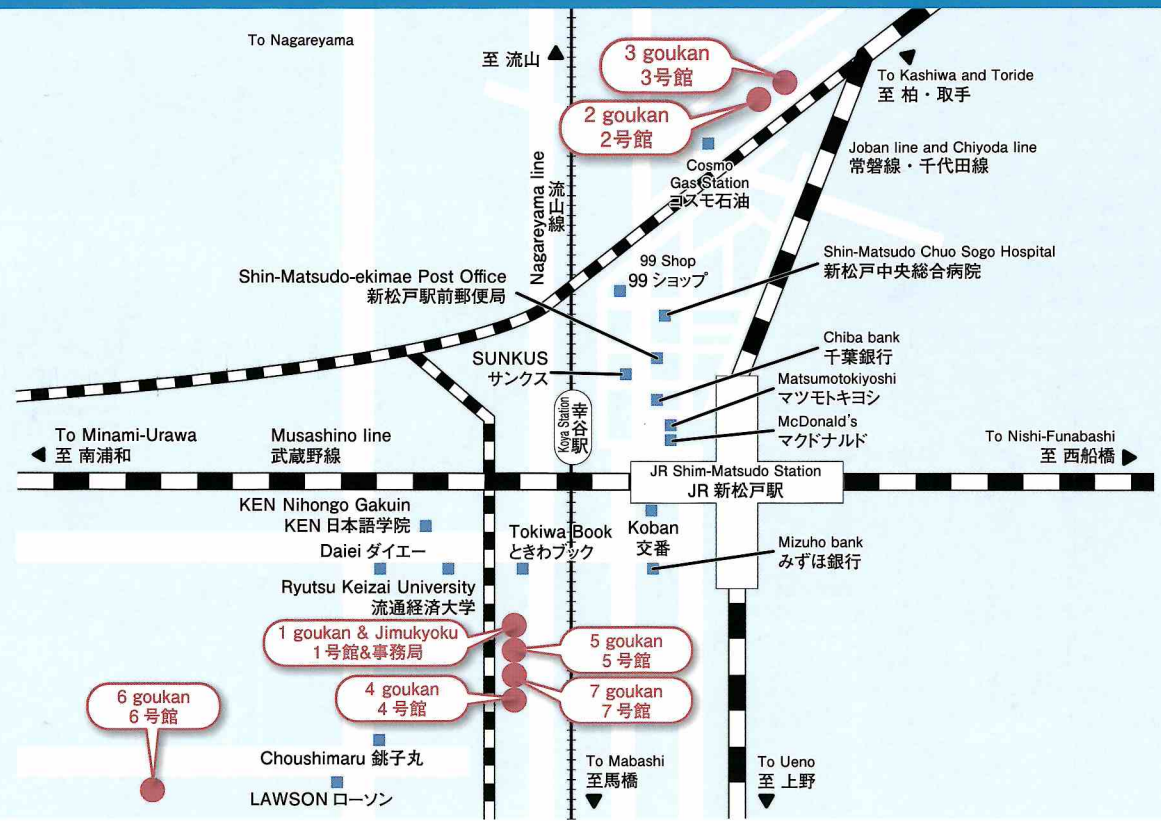 To Nagareyama
至 流山
3 goukan
3号館
To Kashiwa and Toride
至 柏・取手
2 goukan
2号館
Joban line and Chiyoda line
常磐線・千代田線
Cosmo
Gas Station
コスモ石油
Nagareyama line
流山線
99 Shop
99 ショップ
Shin-Matsudo Chuo Sogo Hospital
新松戸中央総合病院
Shin-Matsudo-ekimae Post Office
新松戸駅前郵便局
Chiba bank
千葉銀行
SUNKUS
サンクス
Matsumotokiyoshi
マツモトキヨシ
Koya Station
幸谷駅
McDonald's
マクドナルド
To Minami-Urawa
至 南浦和
Musashino line
武蔵野線
To Nishi-Funabashi
至 西船橋
JR Shim-Matsudo Station
JR 新松戸駅
KEN Nihongo Gakuin
KEN 日本語学院
Tokiwa Book
ときわブック
Koban
交番
Daiei ダイエー
Mizuho bank
みずほ銀行
Ryutsu Keizai University
流通経済大学
1 goukan & Jimukyoku
1号館&事務局
5 goukan
5 号館
4 goukan
4 号館
7 goukan
7 号館
6 goukan
6 号館
Choushimaru 銚子丸
To Mabashi
至馬橋
To Ueno
至 上野
LAWSON ローソン